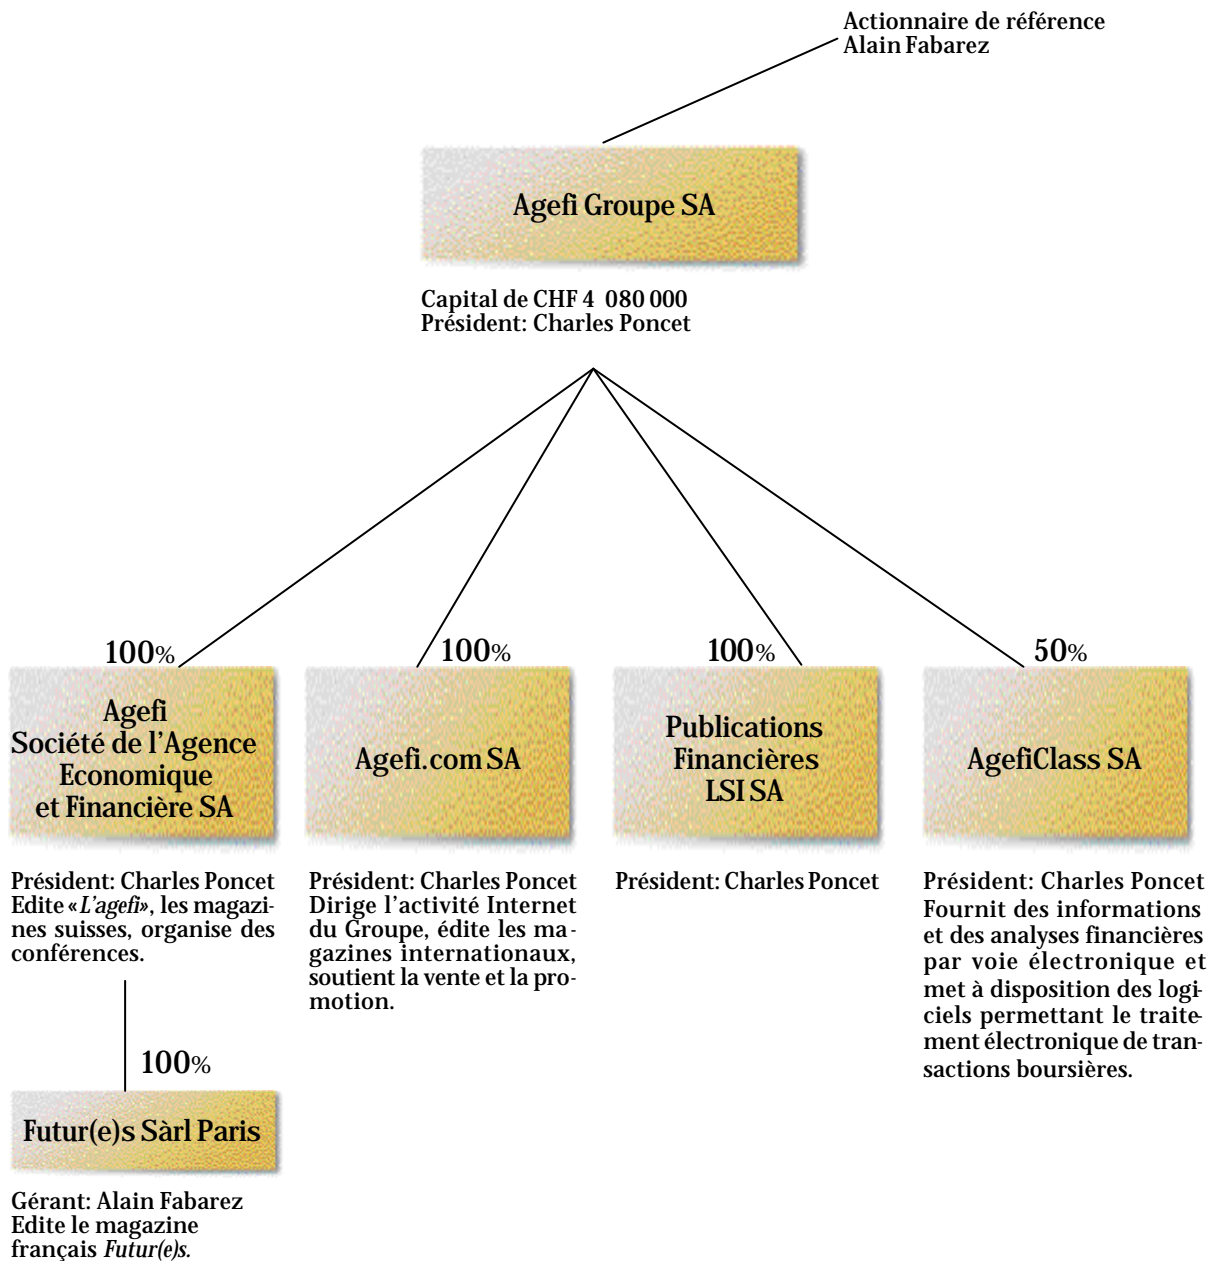 Actionnaire de référence
Alain Fabarez
Agefi Groupe SA
Capital de CHF 4 080 000
Président: Charles Poncet
100%
Agefi
Société de l'Agence
Economique
et Financière SA
Président: Charles Poncet
Edite «L'agefi», les magazi-
nes suisses, organise des
conférences.
100%
Futur(e)s Sàrl Paris
Gérant: Alain Fabarez
Edite le magazine
français Futur(e)s.
100%
Agefi.com SA
Président: Charles Poncet
Dirige l'activité Internet
du Groupe, édite les ma-
gazines internationaux,
soutient la vente et la pro-
motion.
100%
Publications
Financières
LSI SA
Président: Charles Poncet
50%
AgefiClass SA
Président: Charles Poncet
Fournit des informations
et des analyses financières
par voie électronique et
met à disposition des logi-
ciels permettant le traite-
ment électronique de tran-
sactions boursières.